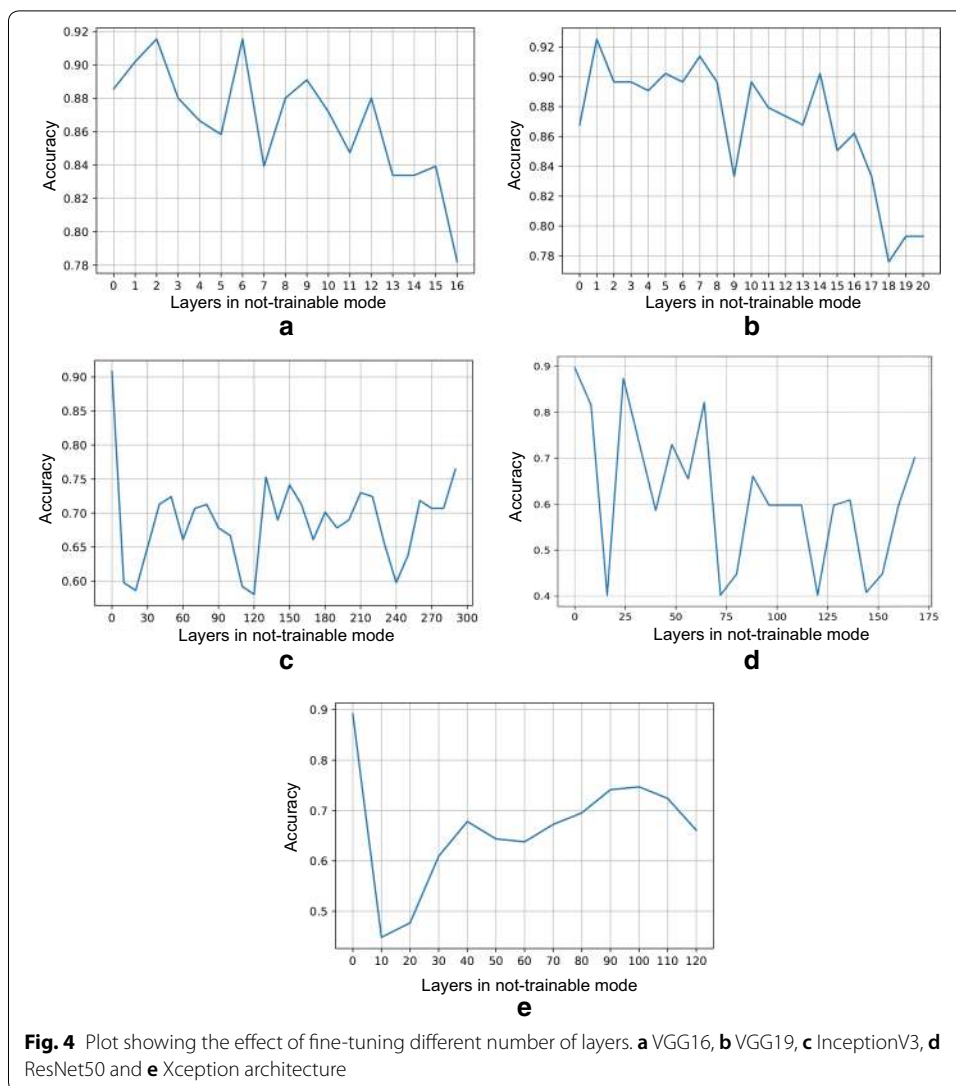 0.92
0.90
0.88
0.86
0.84
0.82
0.80
0.78
Accuracy
0 1 2 3 4 5 6 7 8 9 10 11 12 13 14 15 16
Layers in not-trainable mode
a
0.92
0.90
0.88
0.86
0.84
0.82
0.80
0.78
Accuracy
0 1 2 3 4 5 6 7 8 9 10 11 12 13 14 15 16 17 18 19 20
Layers in not-trainable mode
b
0.90
0.85
0.80
0.75
0.70
0.65
0.60
Accuracy
0 30 60 90 120 150 180 210 240 270 300
Layers in not-trainable mode
c
0.9
0.8
0.7
0.6
0.5
0.4
Accuracy
0 25 50 75 100 125 150 175
Layers in not-trainable mode
d
0.9
0.8
0.7
0.6
0.5
Accuracy
0 10 20 30 40 50 60 70 80 90 100 110 120
Layers in not-trainable mode
e
Fig. 4 Plot showing the effect of fine-tuning different number of layers. a VGG16, b VGG19, c InceptionV3, d
ResNet50 and e Xception architecture